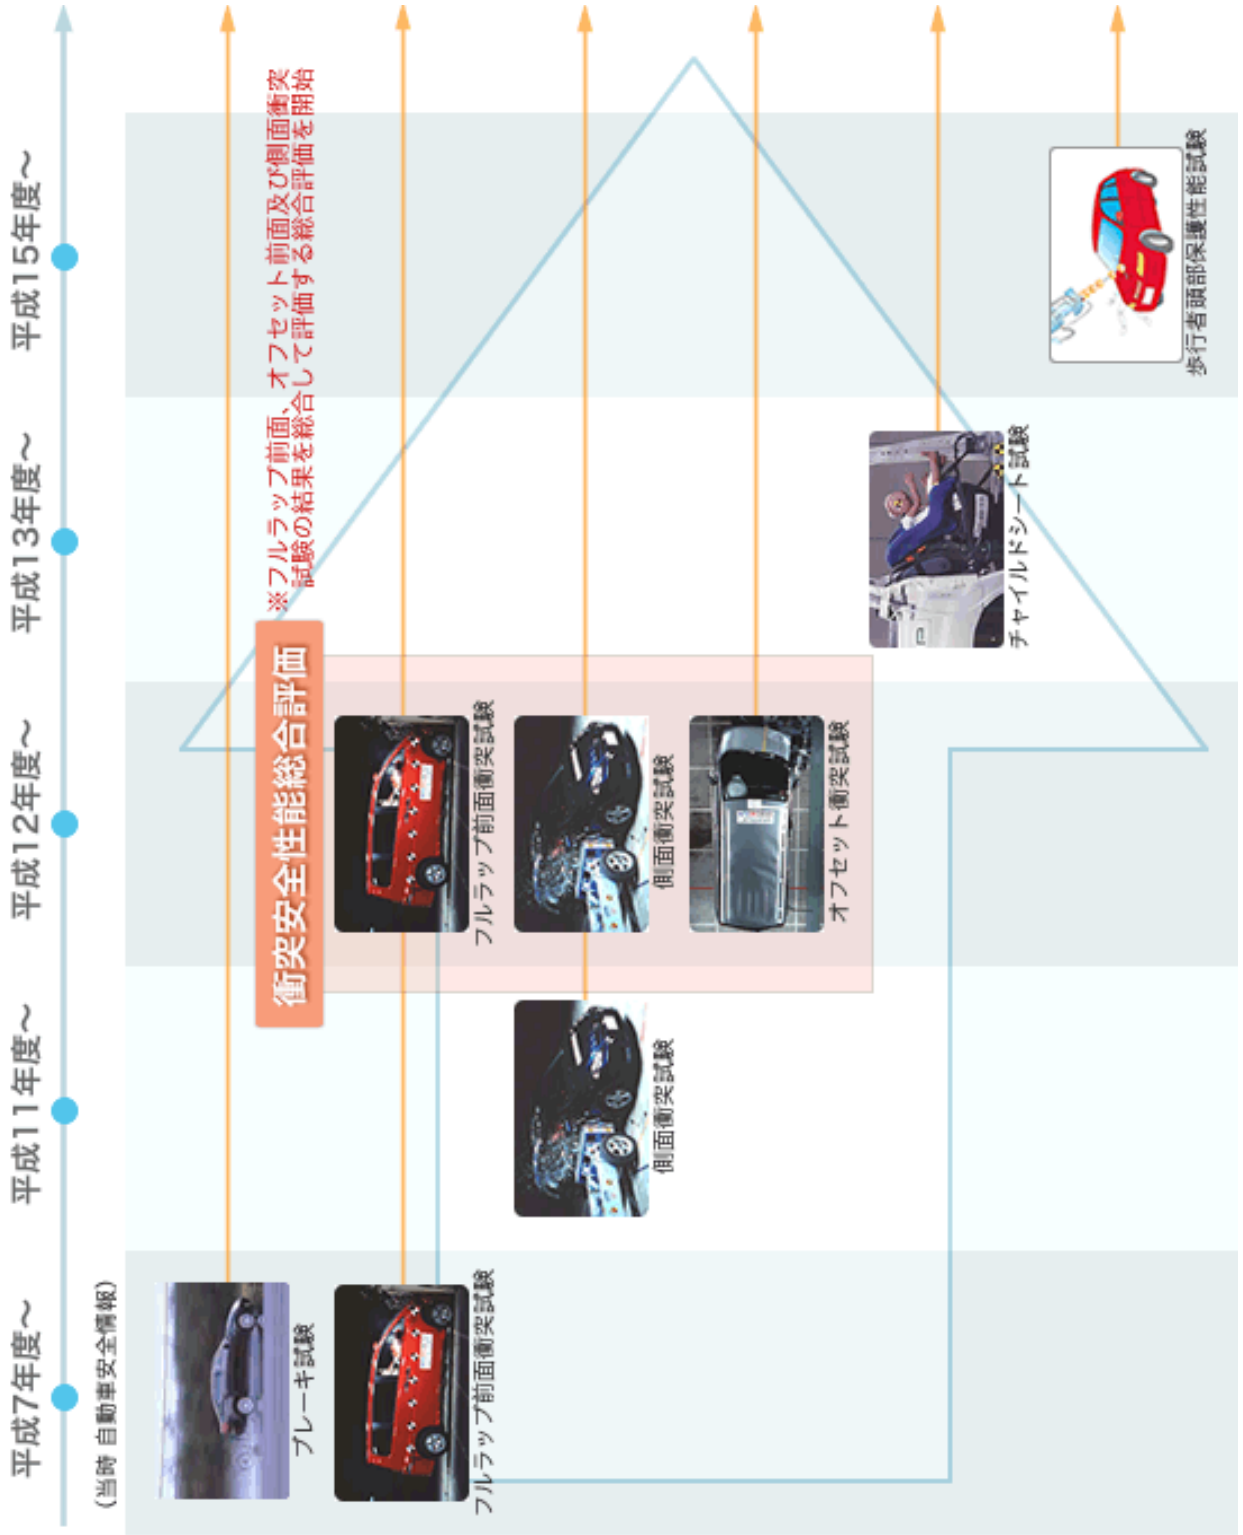 平成7年度～
平成11年度～
平成12年度～
平成13年度～
平成15年度～
(当時 自動車安全情報)
ブレーキ試験
衝突安全性能総合評価
※フルラップ前面、オフセット前面及び側面衝突
試験の結果を総合して評価する総合評価を開始
フルラップ前面衝突試験
フルラップ前面衝突試験
側面衝突試験
側面衝突試験
オフセット衝突試験
チャイルドシート試験
歩行者頭部保護性能試験